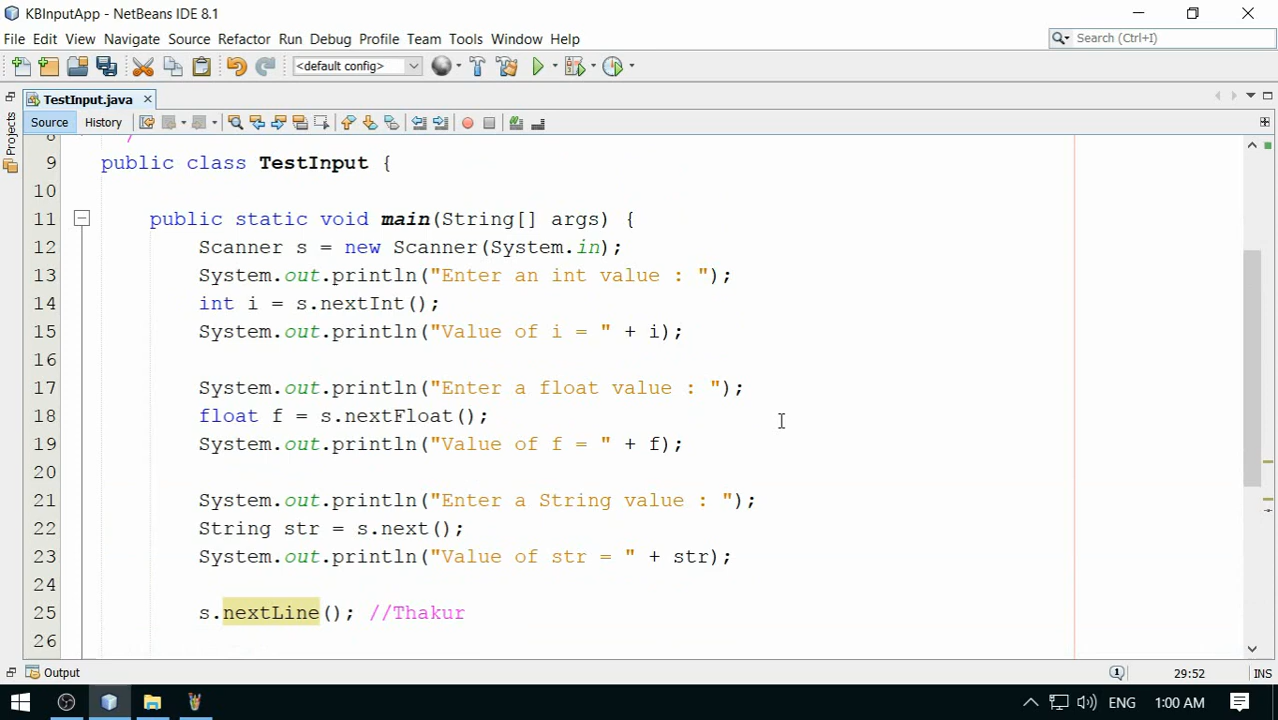 KBInputApp - NetBeans IDE 8.1
File Edit View Navigate Source Refactor Run Debug Profile Team Tools Window Help
Search (Ctrl+I)
<default config>
TestInput.java
Projects
Source History
8 /
9 public class TestInput {
10
11 public static void main(String[] args) {
12 Scanner s = new Scanner(System.in);
13 System.out.println("Enter an int value : ");
14 int i = s.nextInt();
15 System.out.println("Value of i = " + i);
16
17 System.out.println("Enter a float value : ");
18 float f = s.nextFloat();
19 System.out.println("Value of f = " + f);
20
21 System.out.println("Enter a String value : ");
22 String str = s.next();
23 System.out.println("Value of str = " + str);
24
25 s.nextLine(); //Thakur
26
Output
29:52 INS
ENG 1:00 AM